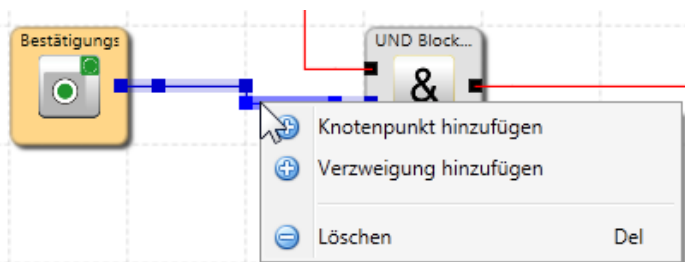 Bestätigungs
UND Block...
&
Knotenpunkt hinzufügen
Verzweigung hinzufügen
Löschen Del